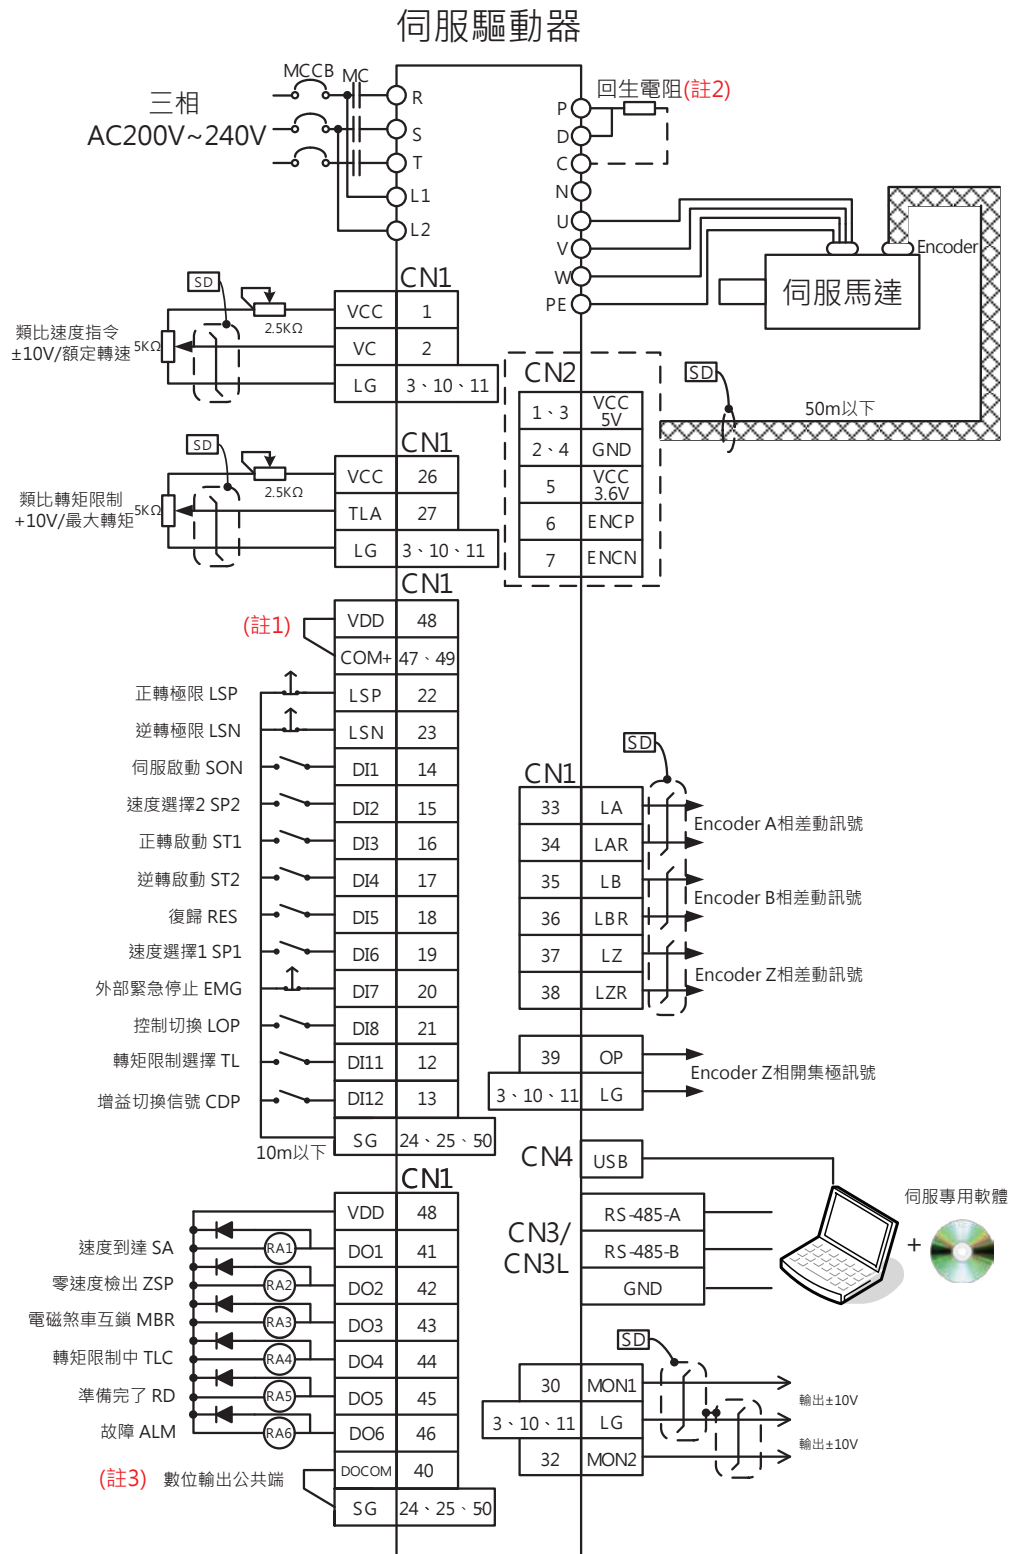 伺服驅動器
MCCB MC
三相
AC200V~240V
R
S
T
L1
L2
P
D
C
N
U
V
W
PE
回生電阻(註2)
Encoder
伺服馬達
SD
50m以下
CN1
SD
類比速度指令
±10V/額定轉速
5KΩ
2.5KΩ
VCC 1
VC 2
LG 3、10、11
CN1
SD
類比轉矩限制
+10V/最大轉矩
5KΩ
2.5KΩ
VCC 26
TLA 27
LG 3、10、11
CN2
1、3 VCC 5V
2、4 GND
5 VCC 3.6V
6 ENCP
7 ENCN
CN1
(註1)
VDD 48
COM+ 47、49
正轉極限 LSP LSP 22
逆轉極限 LSN LSN 23
伺服啟動 SON DI1 14
速度選擇2 SP2 DI2 15
正轉啟動 ST1 DI3 16
逆轉啟動 ST2 DI4 17
復歸 RES DI5 18
速度選擇1 SP1 DI6 19
外部緊急停止 EMG DI7 20
控制切換 LOP DI8 21
轉矩限制選擇 TL DI11 12
增益切換信號 CDP DI12 13
10m以下 SG 24、25、50
CN1
SD
33 LA
34 LAR
Encoder A相差動訊號
35 LB
36 LBR
Encoder B相差動訊號
37 LZ
38 LZR
Encoder Z相差動訊號
39 OP
3、10、11 LG
Encoder Z相開集極訊號
CN4 USB
CN3/
CN3L
RS-485-A
RS-485-B
GND
伺服專用軟體
+
CN1
VDD 48
速度到達 SA RA1 DO1 41
零速度檢出 ZSP RA2 DO2 42
電磁煞車互鎖 MBR RA3 DO3 43
轉矩限制中 TLC RA4 DO4 44
準備完了 RD RA5 DO5 45
故障 ALM RA6 DO6 46
(註3) 數位輸出公共端 DOCOM 40
SG 24、25、50
SD
30 MON1
輸出±10V
3、10、11 LG
輸出±10V
32 MON2